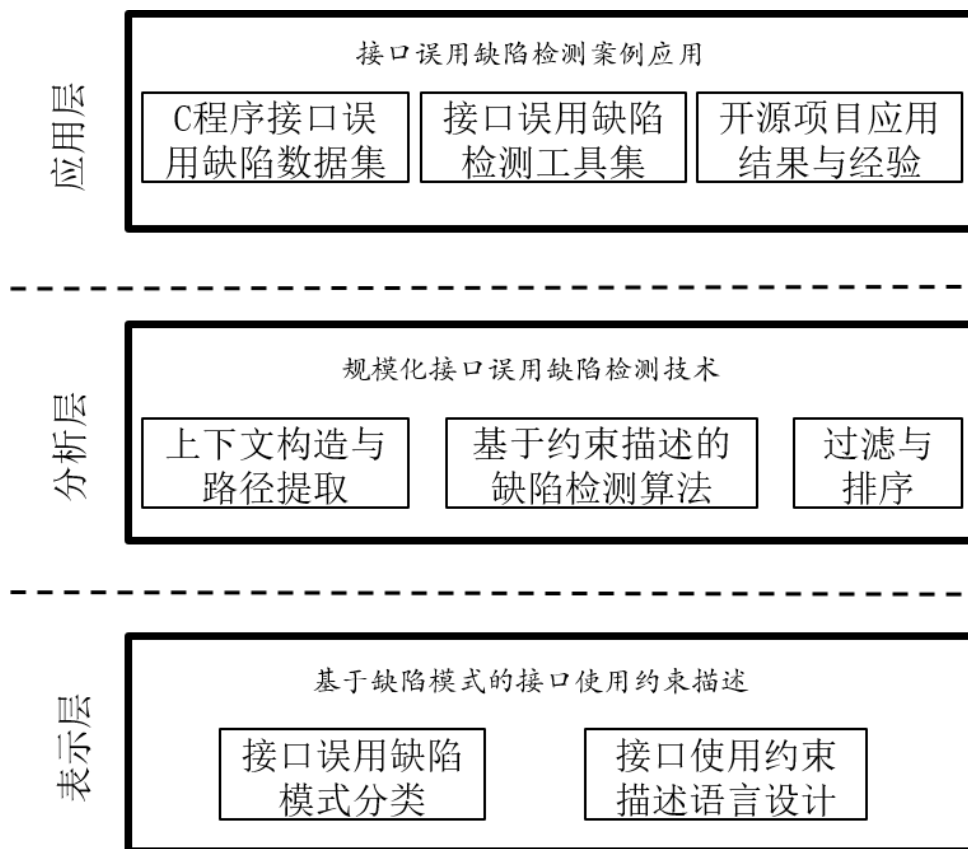 应用层
接口误用缺陷检测案例应用
C程序接口误
用缺陷数据集
接口误用缺陷
检测工具集
开源项目应用
结果与经验
分析层
规模化接口误用缺陷检测技术
上下文构造与
路径提取
基于约束描述的
缺陷检测算法
过滤与
排序
表示层
基于缺陷模式的接口使用约束描述
接口误用缺陷
模式分类
接口使用约束
描述语言设计